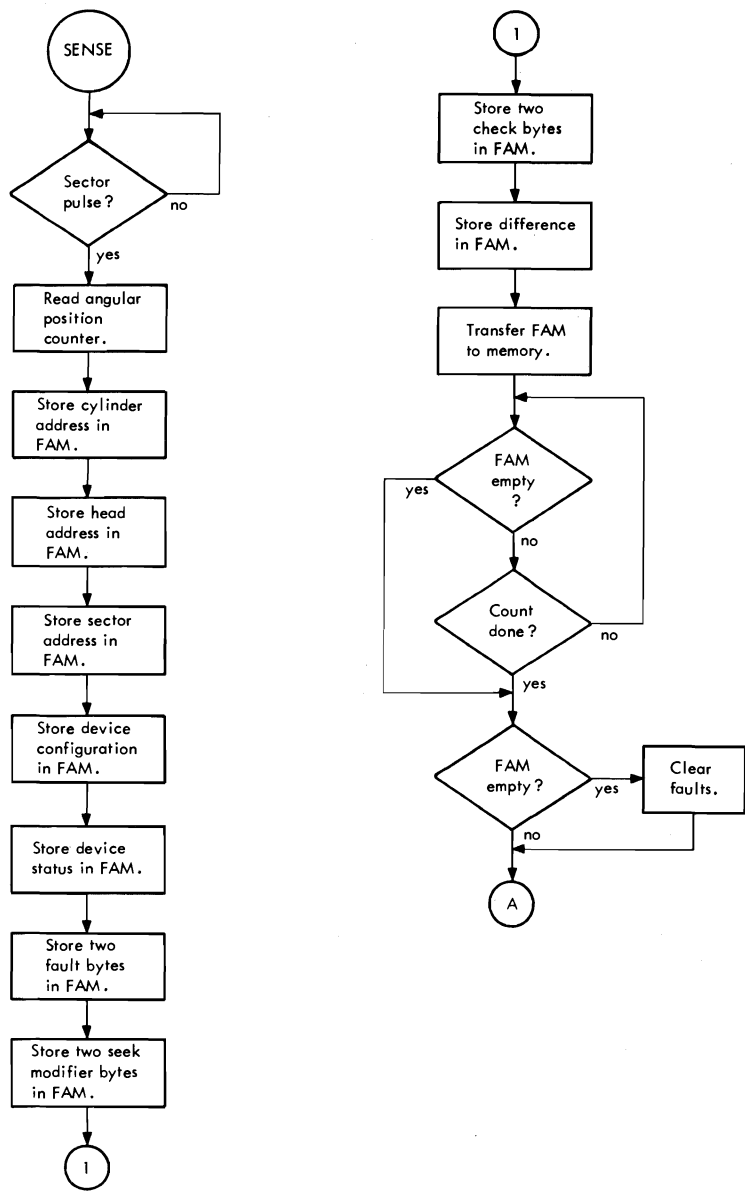 SENSE
Sector
pulse?
no
yes
Read angular
position
counter.
Store cylinder
address in
FAM.
Store head
address in
FAM.
Store sector
address in
FAM.
Store device
configuration
in FAM.
Store device
status in FAM.
Store two
fault bytes
in FAM.
Store two seek
modifier bytes
in FAM.
1
1
Store two
check bytes
in FAM.
Store difference
in FAM.
Transfer FAM
to memory.
FAM
empty
?
yes
no
Count
done?
no
yes
FAM
empty?
yes
Clear
faults.
no
A